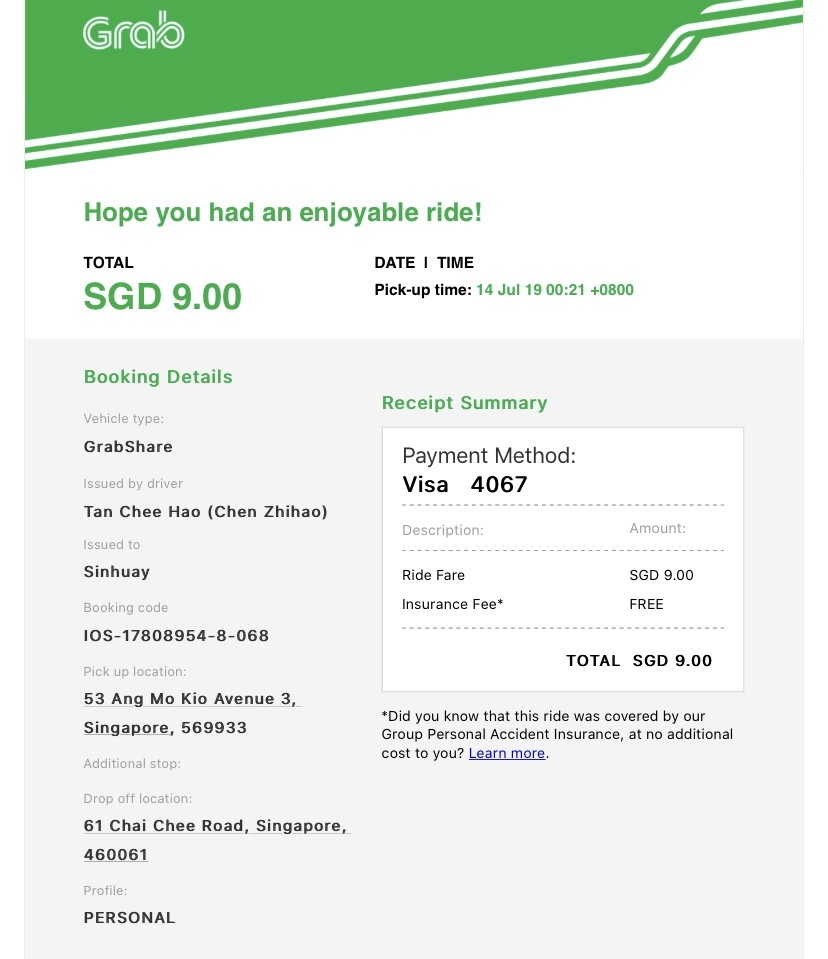 Grab
Hope you had an enjoyable ride!
TOTAL
SGD 9.00
DATE | TIME
Pick-up time: 14 Jul 19 00:21 +0800
Booking Details
Vehicle type:
GrabShare
Issued by driver
Tan Chee Hao (Chen Zhihao)
Issued to
Sinhuay
Booking code
IOS-17808954-8-068
Pick up location:
53 Ang Mo Kio Avenue 3,
Singapore, 569933
Additional stop:
Drop off location:
61 Chai Chee Road, Singapore,
460061
Profile:
PERSONAL
Receipt Summary
Payment Method:
Visa 4067
Description: Amount:
Ride Fare SGD 9.00
Insurance Fee* FREE
TOTAL SGD 9.00
*Did you know that this ride was covered by our
Group Personal Accident Insurance, at no additional
cost to you? Learn more.